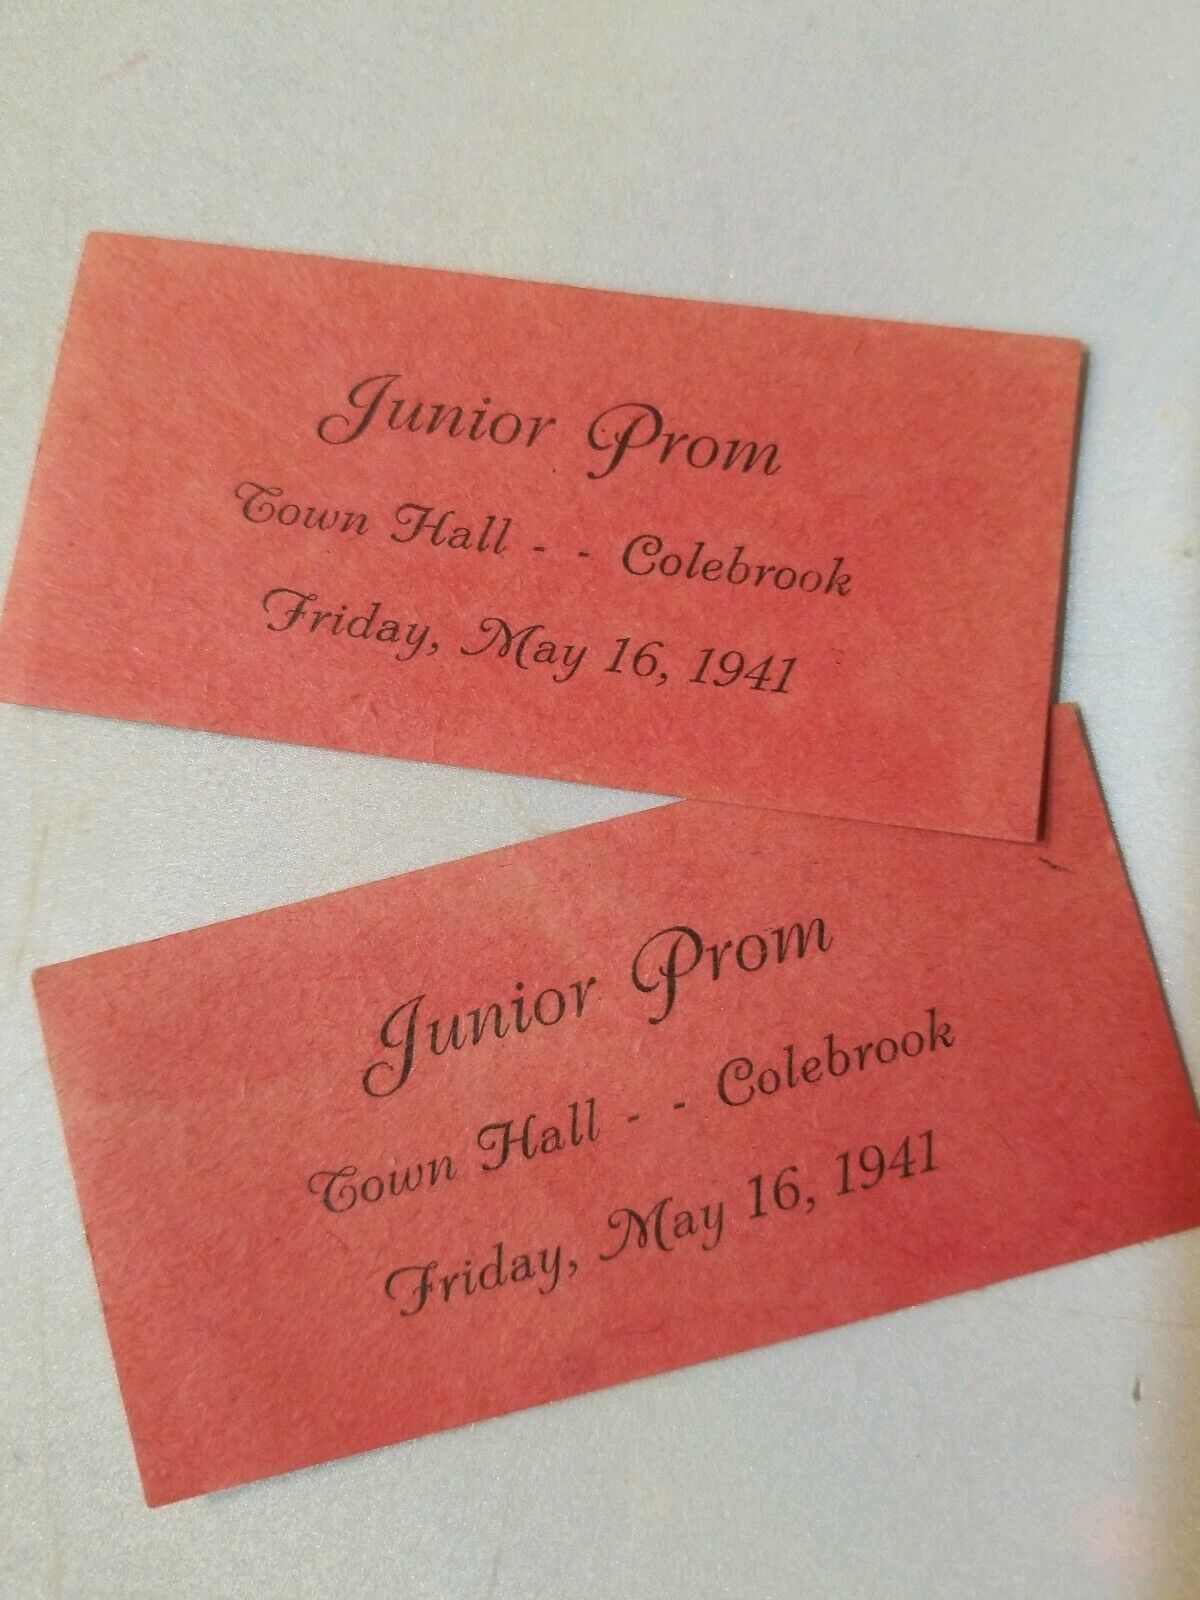 Junior Prom
Town Hall - - Colebrook
Friday, May 16, 1941
Junior Prom
Town Hall - - Colebrook
Friday, May 16, 1941